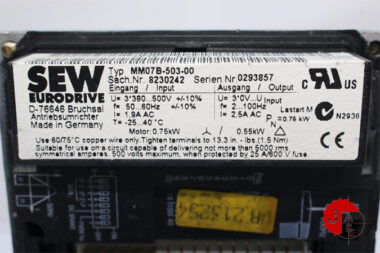 SEW
EURODRIVE
D-76646 Bruchsal
Antriebsumrichter
Made in Germany
Typ MM07B-503-00
Sach.Nr. 8230242 Serien Nr.0293857
Eingang / Input Ausgang / Output
U= 3*380...500V +/-10% U= 3*0V...U Input
f= 50...60Hz +/-10% f= 2...100Hz
I= 1.9A AC I= 2.5A AC
T= -25...40°C
Motor:0.75kW / 0.55kW
Lastart M
P N =0.75 kW
N2936
Use 60/75°C copper wire only Tighten terminals to 13.3 in. - lbs.(1.5 Nm)
Suitable for use on a circuit capable of delivering not more than 5000 rms
symmetrical amperes, 500 volts maximum, when protected by 25 A/600 V fuse